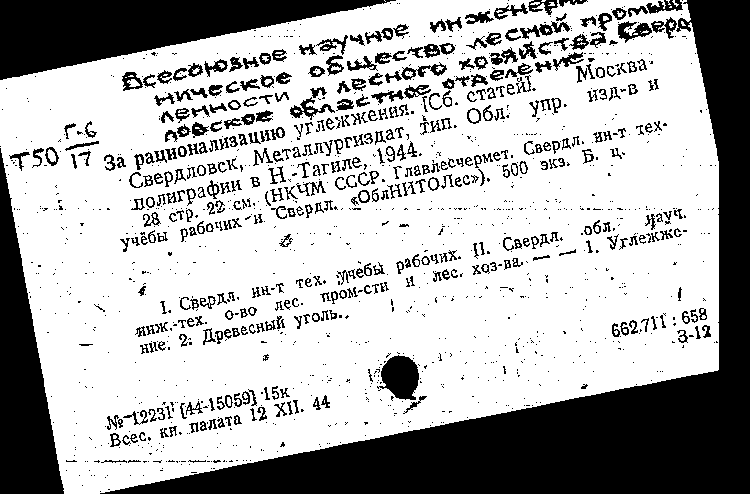 Всесоюзное научное инженерно
ническое общество лесной промыш
ленности и лесного хозяйства. Сверд
ловское областное отделение.
Т50 Г-6
17
За рационализацию углежжения. [Сб. статей]. Москва-
Свердловск, Металлургиздат, тип. Обл. упр. изд-в и
полиграфии в Н.-Тагиле, 1944.
28 стр. 22 см. (НКЧМ СССР. Главлесчермет. Свердл. ин-т тех.
учёбы рабочих и Свердл. «ОблНИТОЛес»). 500 экз. Б. ц.
I. Свердл. ин-т тех. учебы рабочих. II. Свердл. обл. науч.
инж.-тех. о-во лес. пром-сти и лес. хоз-ва. — — 1. Углежже-
ние. 2. Древесный уголь.
662.711 : 658
З-12
№ 12231 [44-15059] 15к
Всес. кн. палата 12 XII. 44